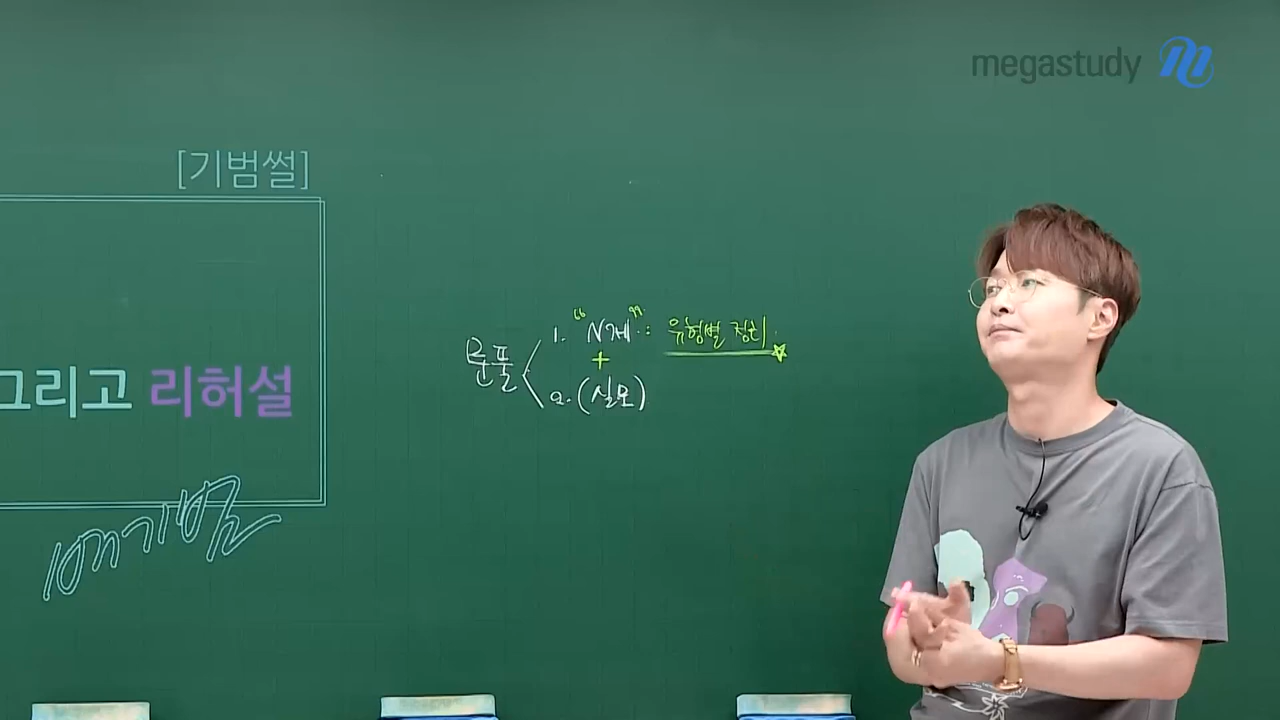 megastudy
[기범썰]
그리고 리허설
문풀
1. "N제" : 유형별 정리
+
2. (실모)